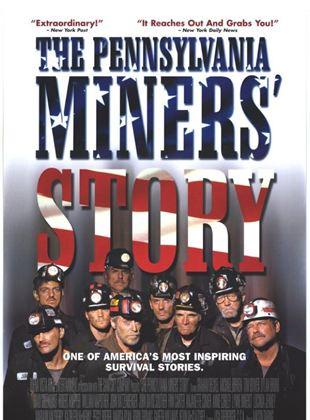 "Extraordinary!" "It Reaches Out And Grabs You!"
- New York Post - New York Daily News
THE PENNSYLVANIA
MINERS'
STORY
ONE OF AMERICA'S MOST INSPIRING
SURVIVAL STORIES.